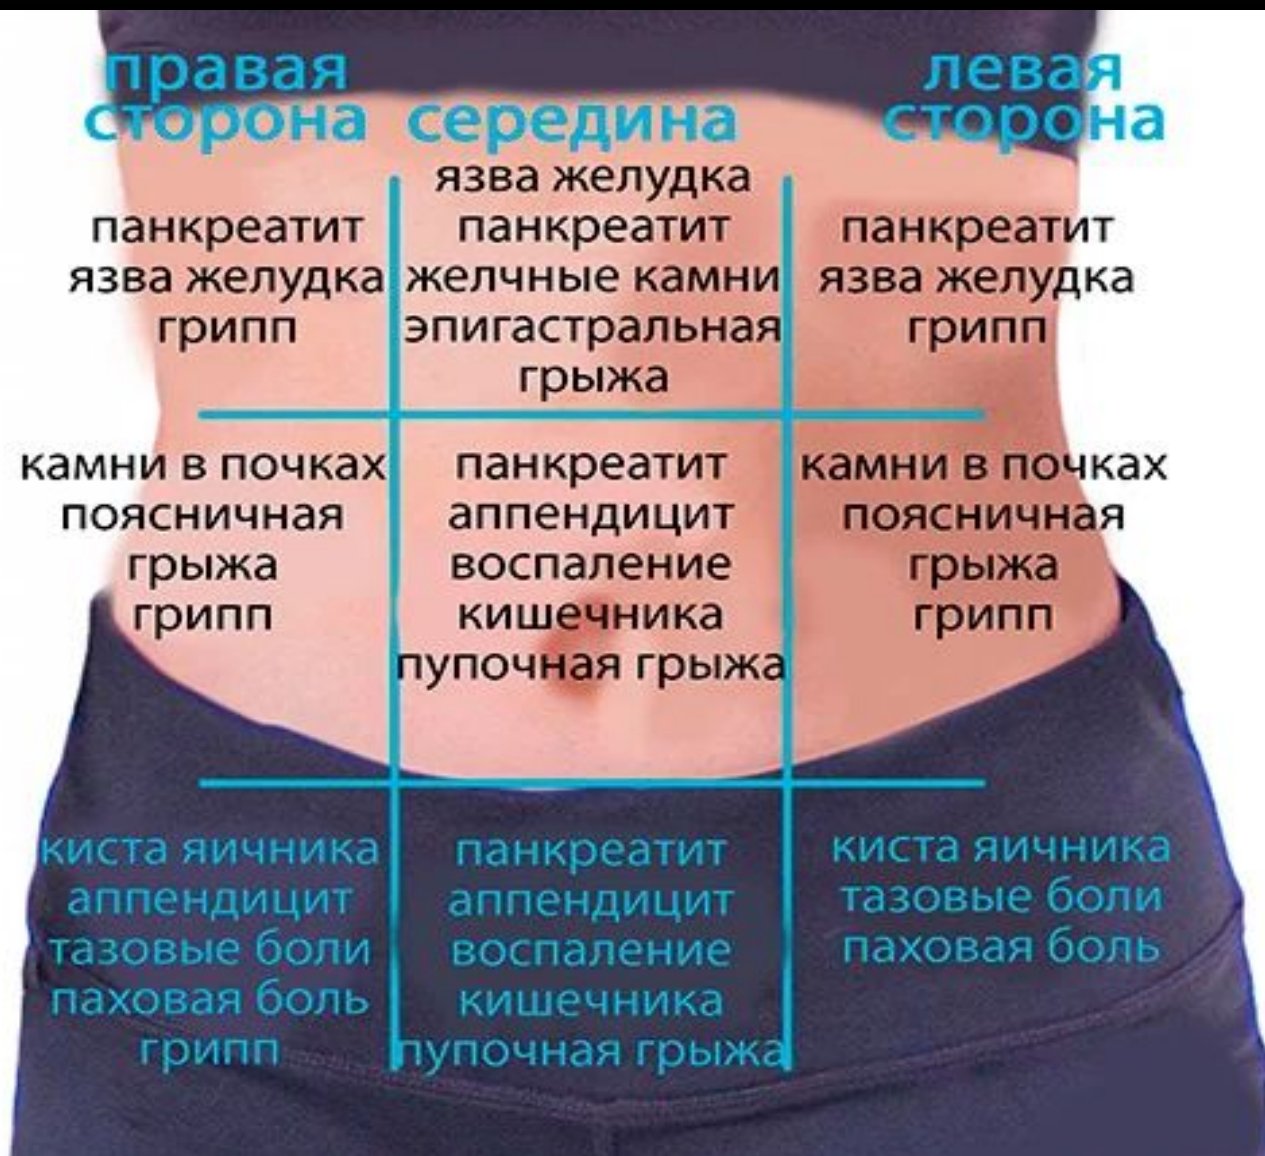 правая
сторона
середина
левая
сторона
панкреатит
язва желудка
грипп
язва желудка
панкреатит
желчные камни
эпигастральная
грыжа
панкреатит
язва желудка
грипп
камни в почках
поясничная
грыжа
грипп
панкреатит
аппендицит
воспаление
кишечника
пупочная грыжа
камни в почках
поясничная
грыжа
грипп
киста яичника
аппендицит
тазовые боли
паховая боль
грипп
панкреатит
аппендицит
воспаление
кишечника
пупочная грыжа
киста яичника
тазовые боли
паховая боль